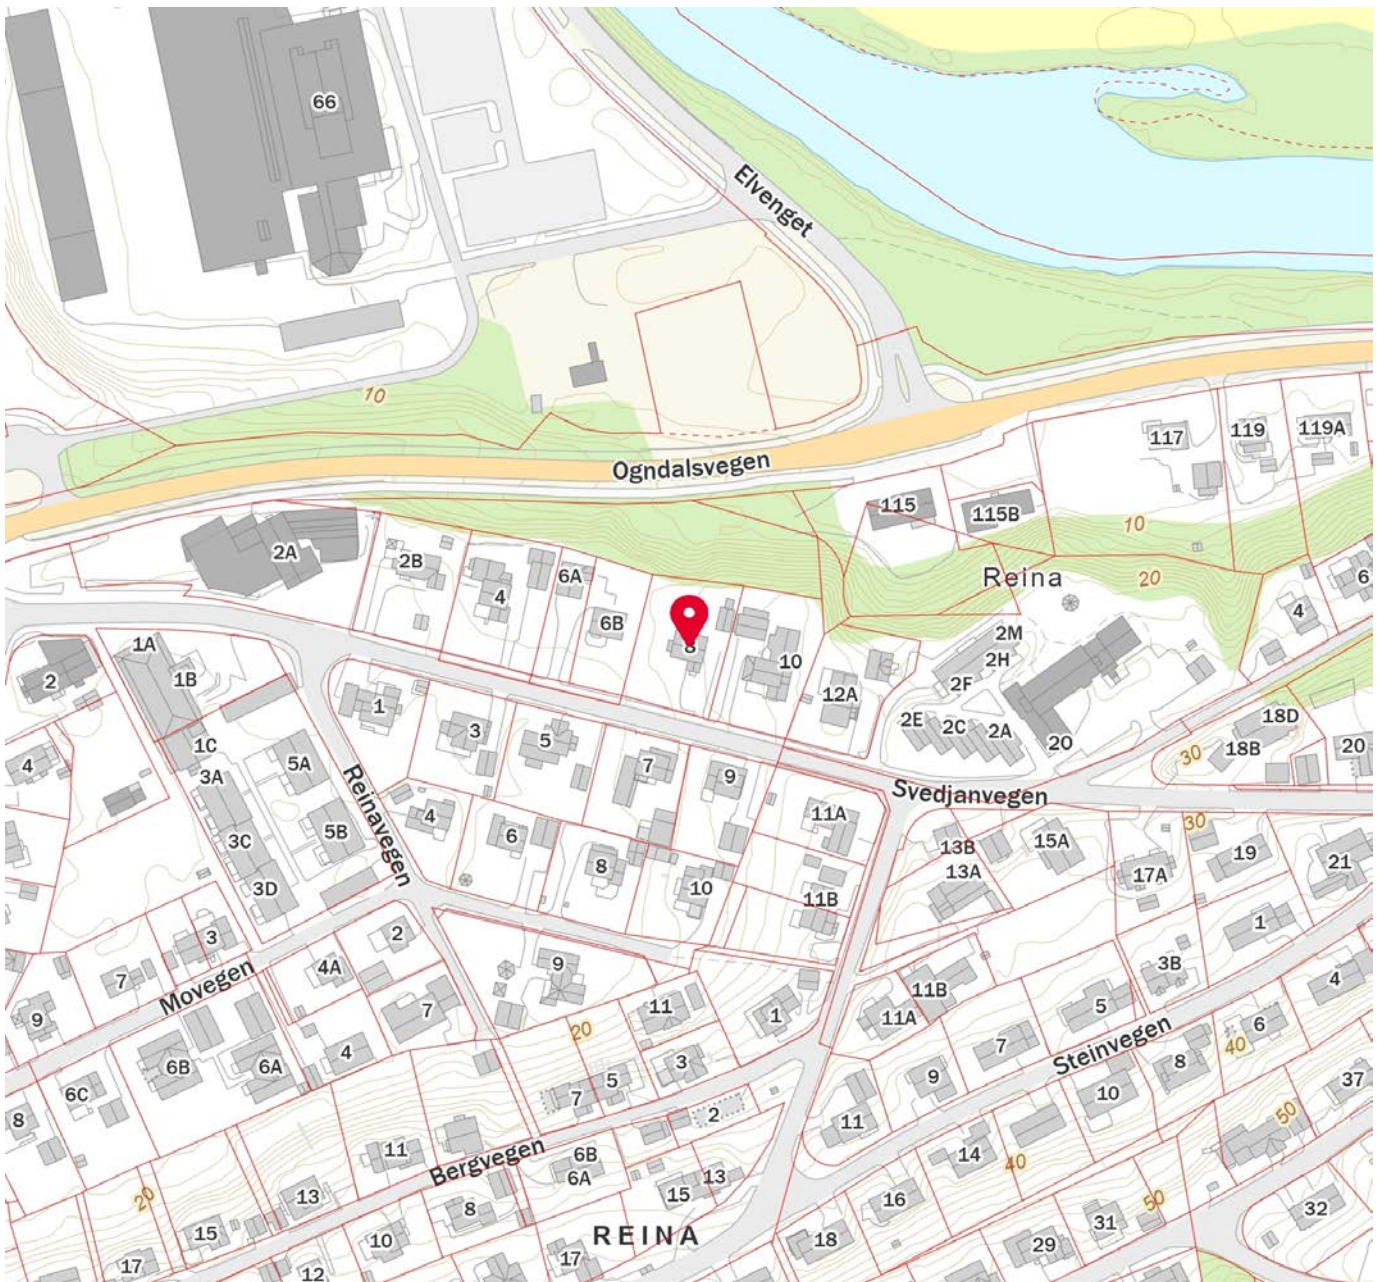 66
Elvenget
10
Ogndalsvegen
117
119
119A
115
115B
10
2A
2B
4
6A
6B
8
10
12A
Reina
20
2M
2H
2F
2E
2C
2A
20
4
6
1A
1B
2
1C
4
3A
5A
3C
5B
3D
1
3
5
7
9
Reinavegen
4
6
8
10
Svedjanvegen
11A
11B
13B
13A
15A
17A
19
21
18D
18B
20
30
30
3
7
9
Movegen
4A
2
7
4
6B
6A
6C
8
9
11
1
20
3
5
7
2
11B
11A
3B
1
5
7
4
6
8
40
Steinvegen
9
10
37
11
14
40
50
Bergvegen
6B
6A
11
13
15
13
15
20
8
10
17
12
17
REINA
16
18
31
50
29
32